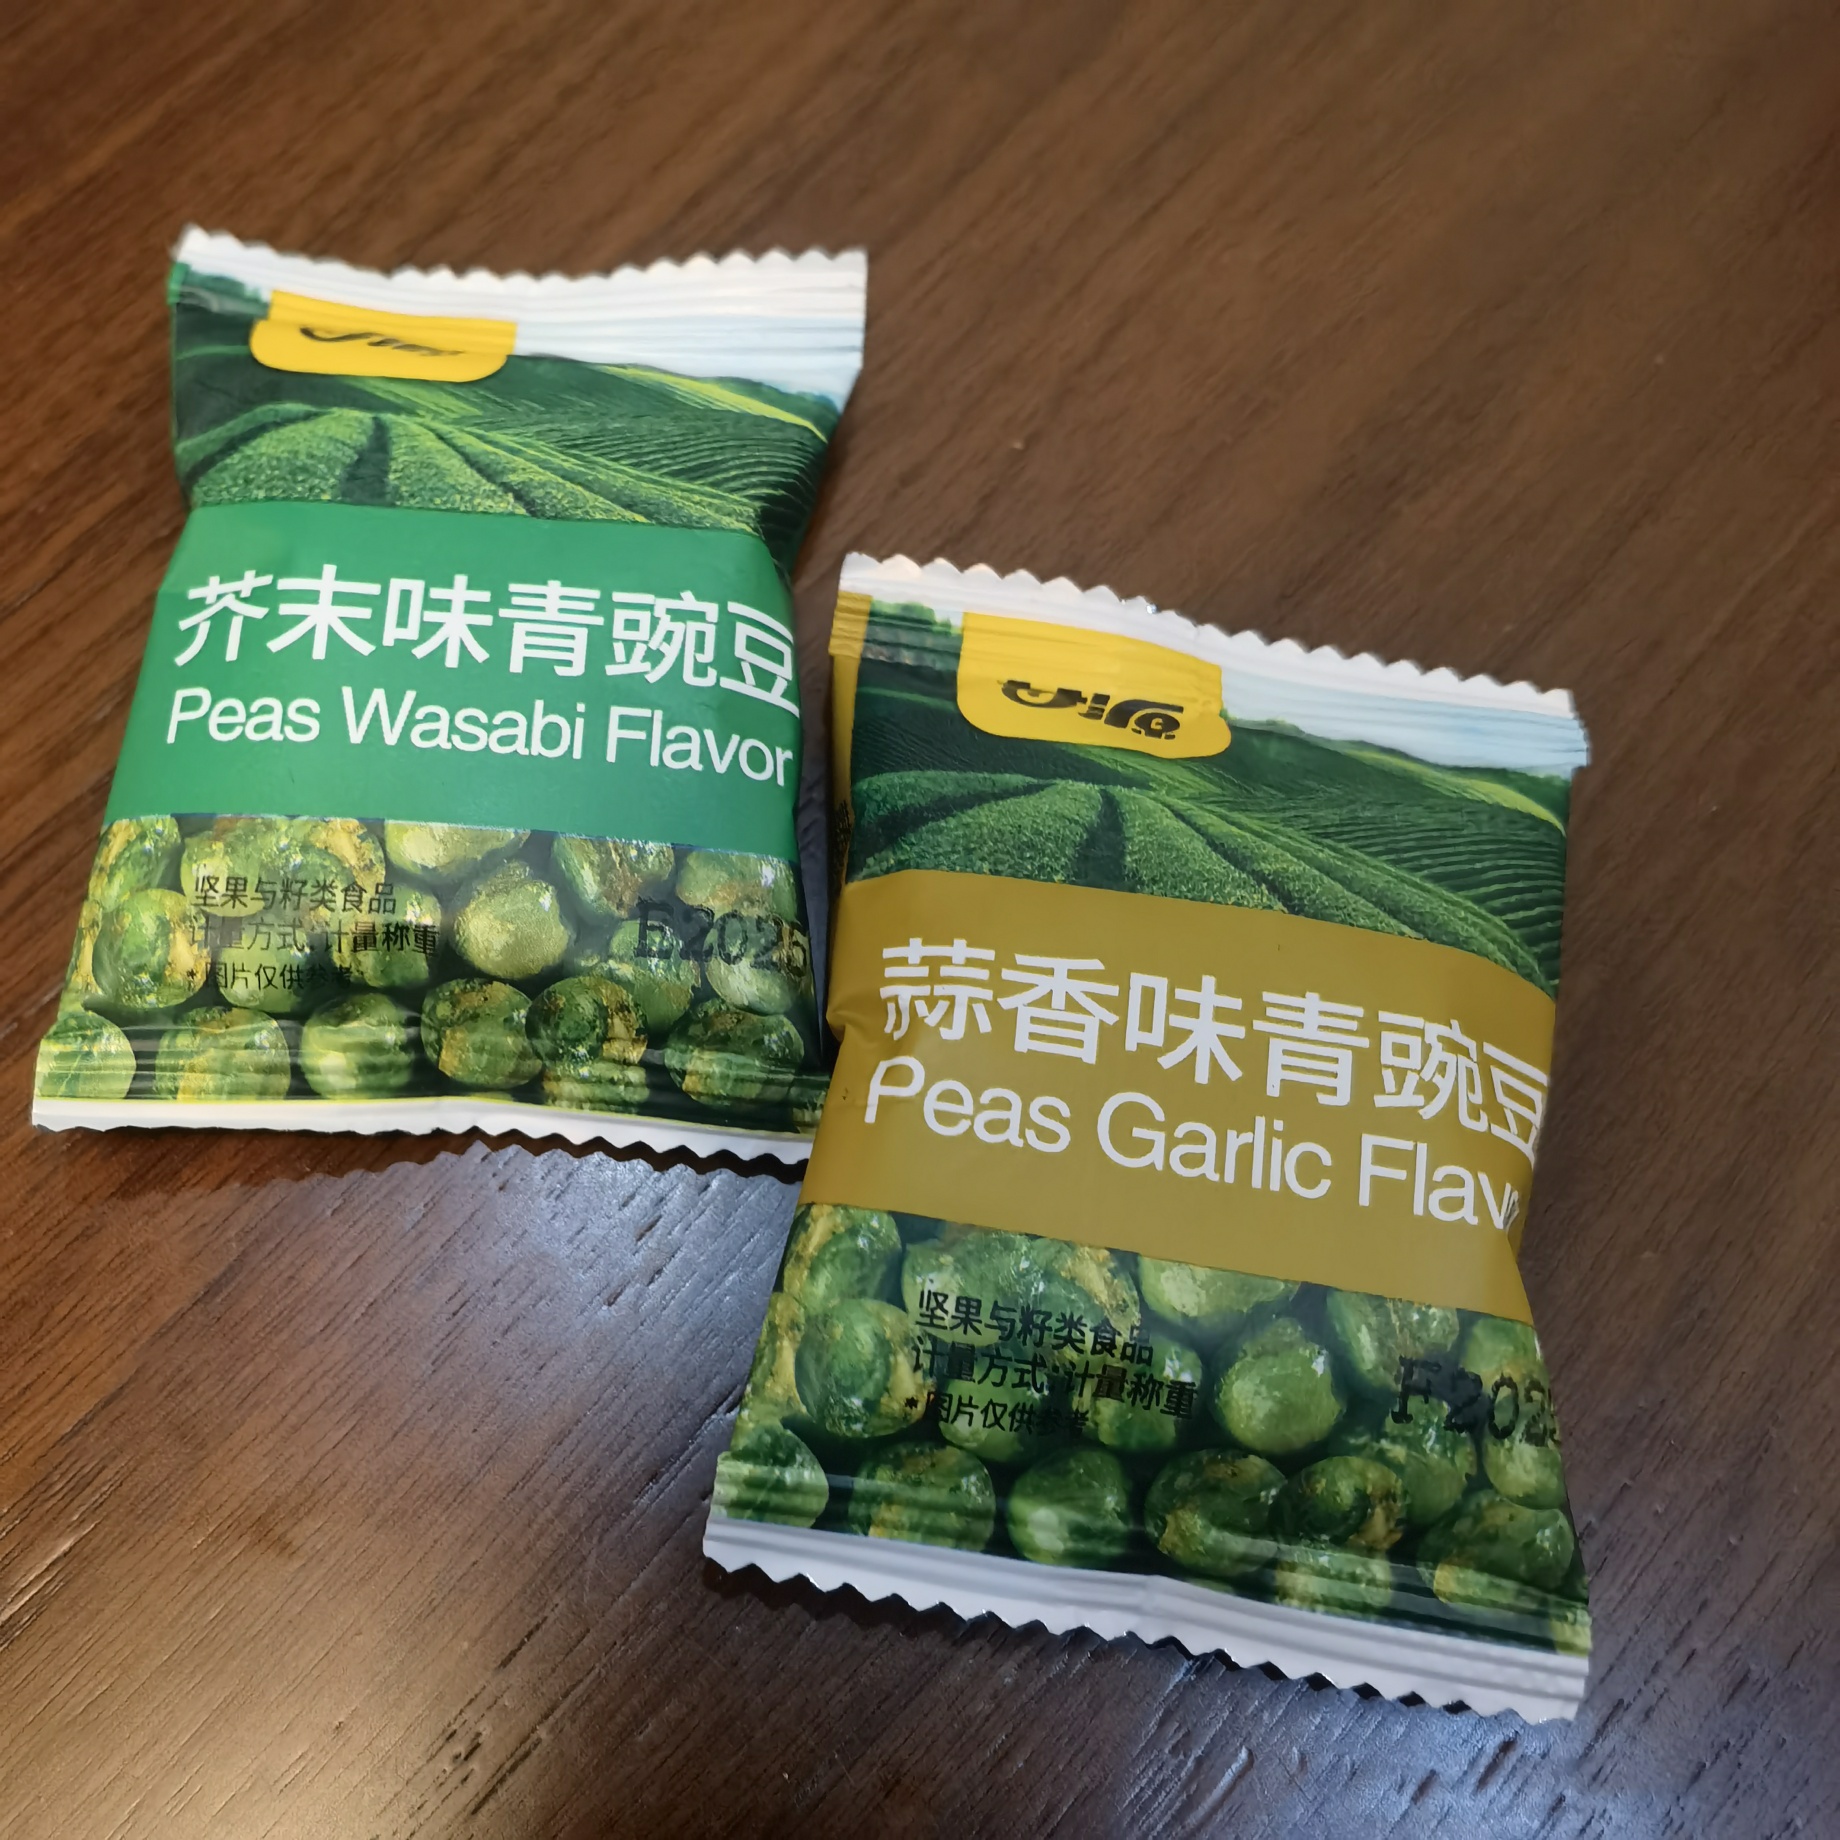 芥末味青豌豆
Peas Wasabi Flavor
坚果与籽类食品
计量方式:计量称重
*图片仅供参考
E2025
蒜香味青豌豆
Peas Garlic Flavo
坚果与籽类食品
计量方式:计量称重
*图片仅供参考
F202